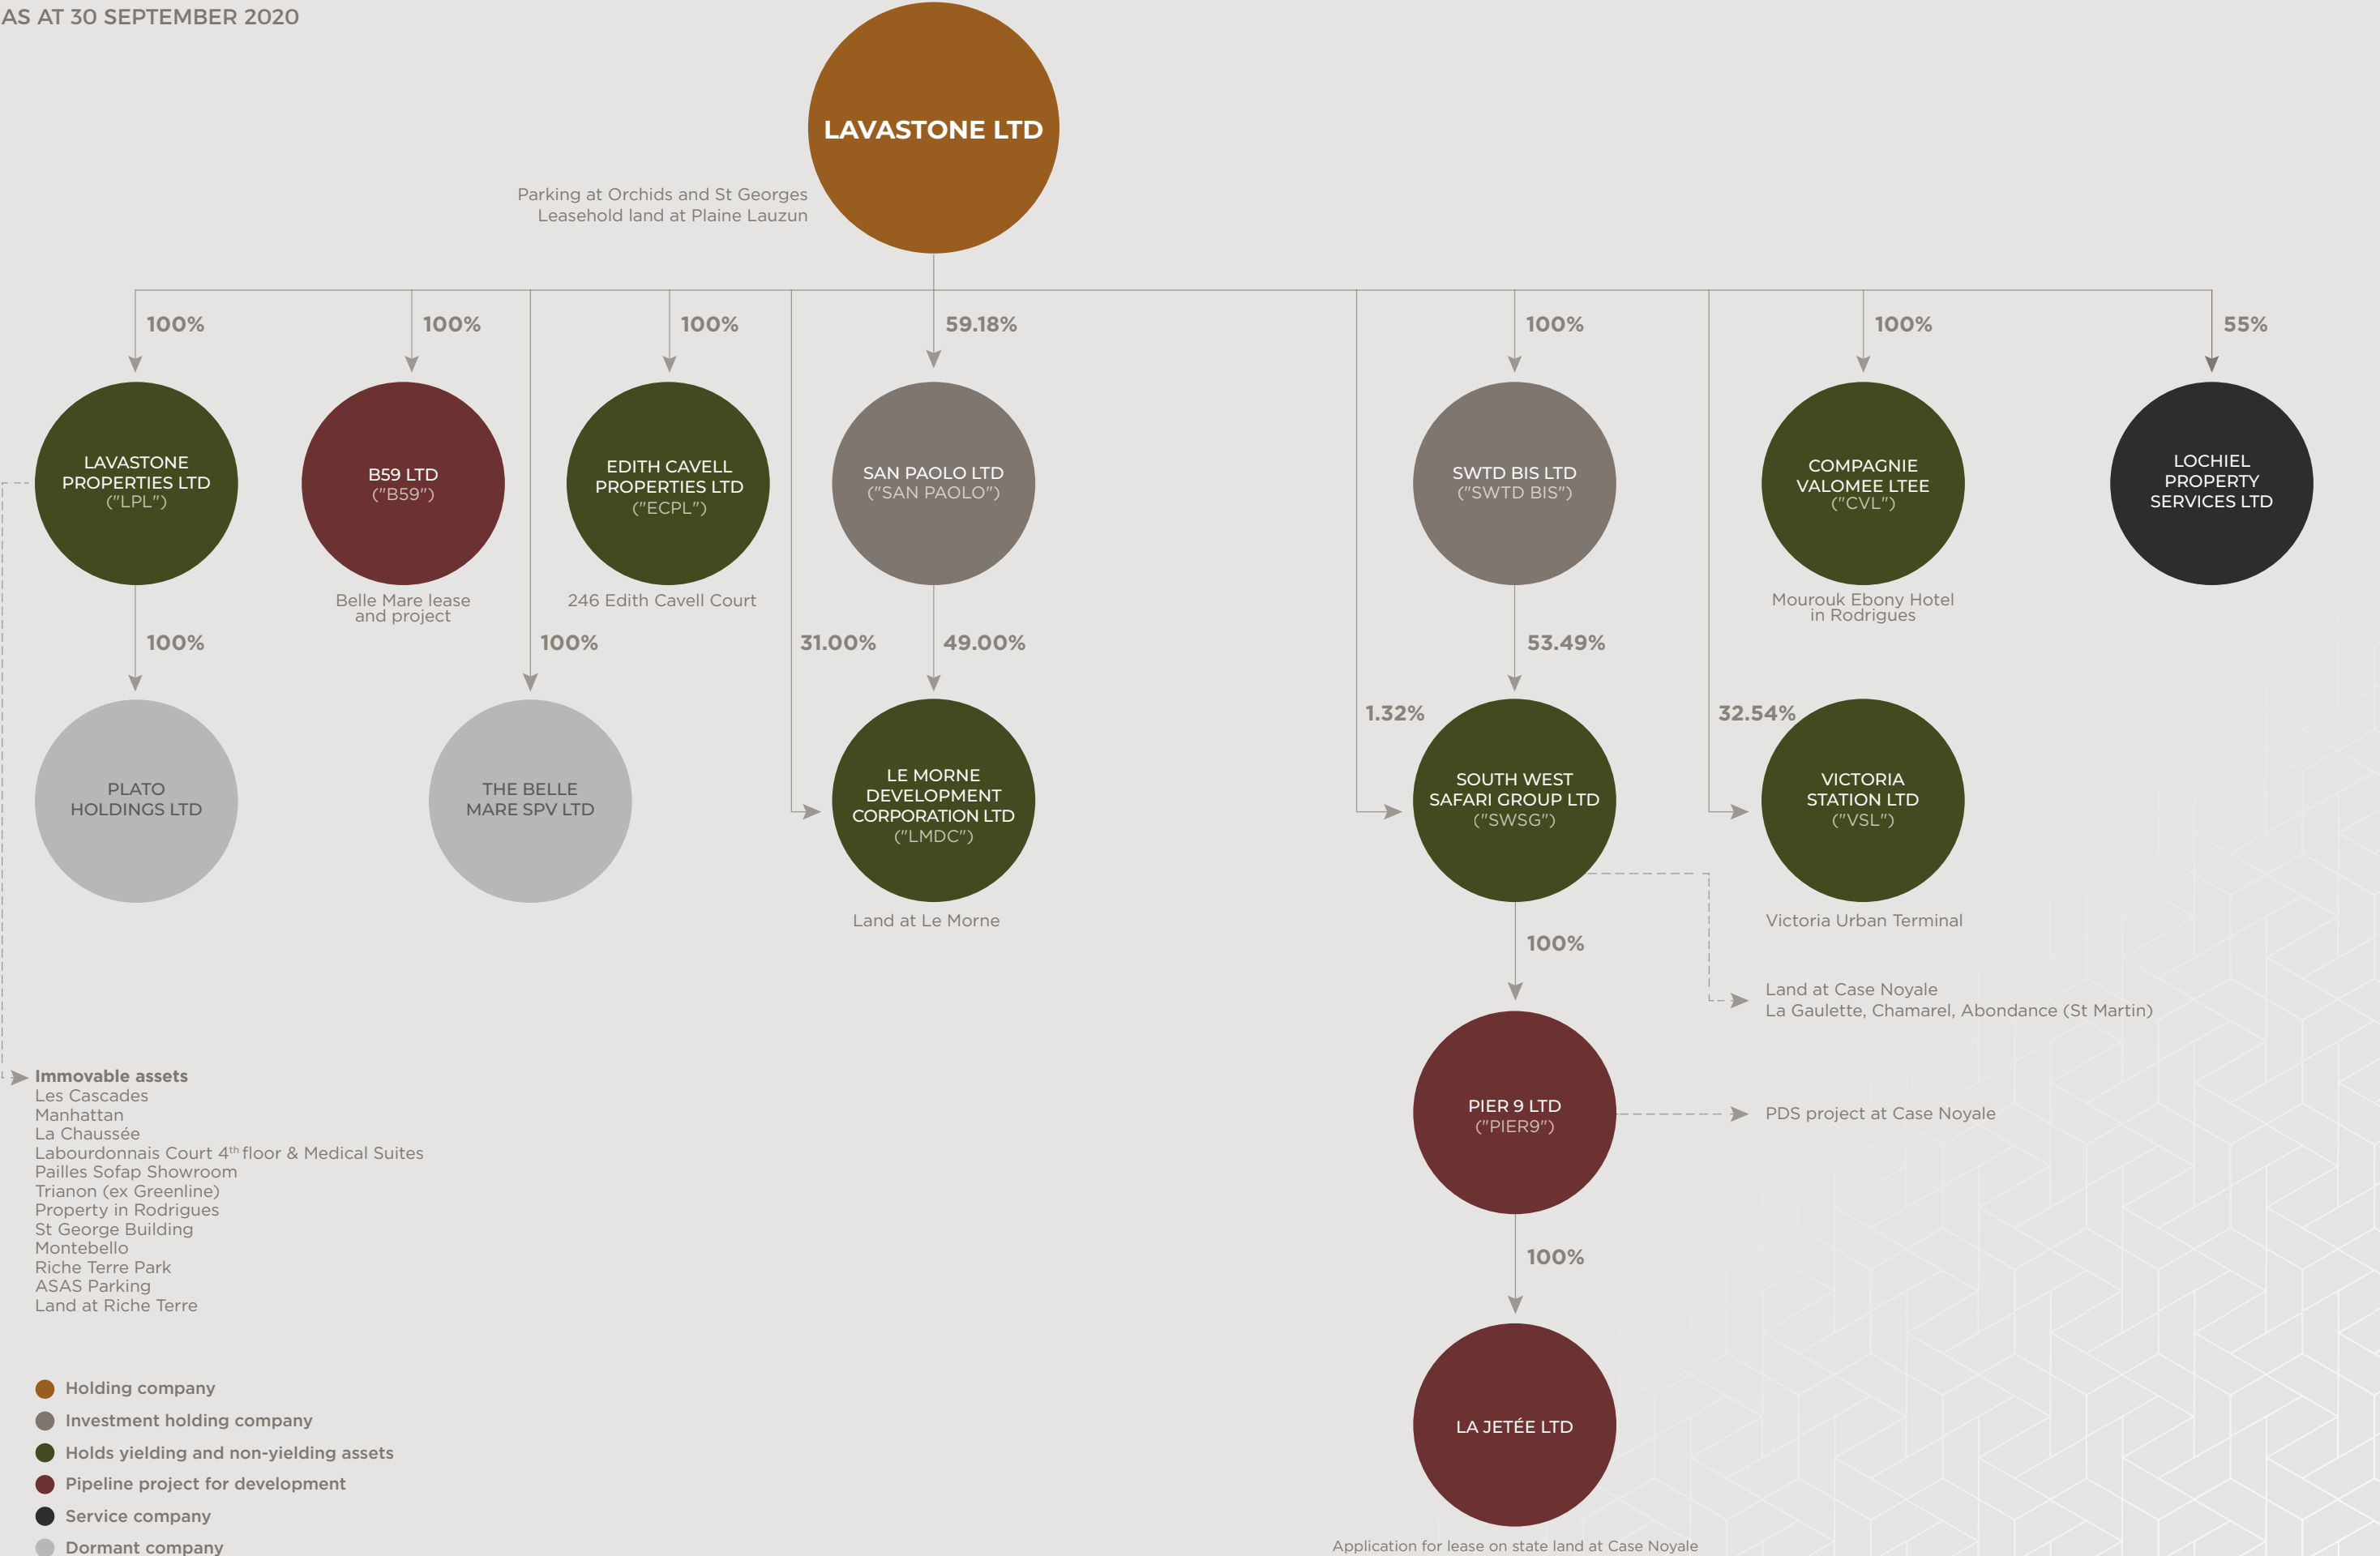 AS AT 30 SEPTEMBER 2020
LAVASTONE LTD
Parking at Orchids and St Georges
Leasehold land at Plaine Lauzun
100%
100%
100%
59.18%
100%
100%
55%
LAVASTONE
PROPERTIES LTD
("LPL")
B59 LTD
("B59")
EDITH CAVELL
PROPERTIES LTD
("ECPL")
SAN PAOLO LTD
("SAN PAOLO")
SWTD BIS LTD
("SWTD BIS")
COMPAGNIE
VALOMEE LTEE
("CVL")
LOCHIEL
PROPERTY
SERVICES LTD
Belle Mare lease
and project
246 Edith Cavell Court
Mourouk Ebony Hotel
in Rodrigues
100%
100%
31.00%
49.00%
53.49%
1.32%
32.54%
PLATO
HOLDINGS LTD
THE BELLE
MARE SPV LTD
LE MORNE
DEVELOPMENT
CORPORATION LTD
("LMDC")
SOUTH WEST
SAFARI GROUP LTD
("SWSG")
VICTORIA
STATION LTD
("VSL")
Land at Le Morne
Victoria Urban Terminal
100%
Land at Case Noyale
La Gaulette, Chamarel, Abondance (St Martin)
PIER 9 LTD
("PIER9")
PDS project at Case Noyale
100%
LA JETÉE LTD
Application for lease on state land at Case Noyale
Immovable assets
Les Cascades
Manhattan
La Chaussée
Labourdonnais Court 4th floor & Medical Suites
Pailles Sofap Showroom
Trianon (ex Greenline)
Property in Rodrigues
St George Building
Montebello
Riche Terre Park
ASAS Parking
Land at Riche Terre
Holding company
Investment holding company
Holds yielding and non-yielding assets
Pipeline project for development
Service company
Dormant company